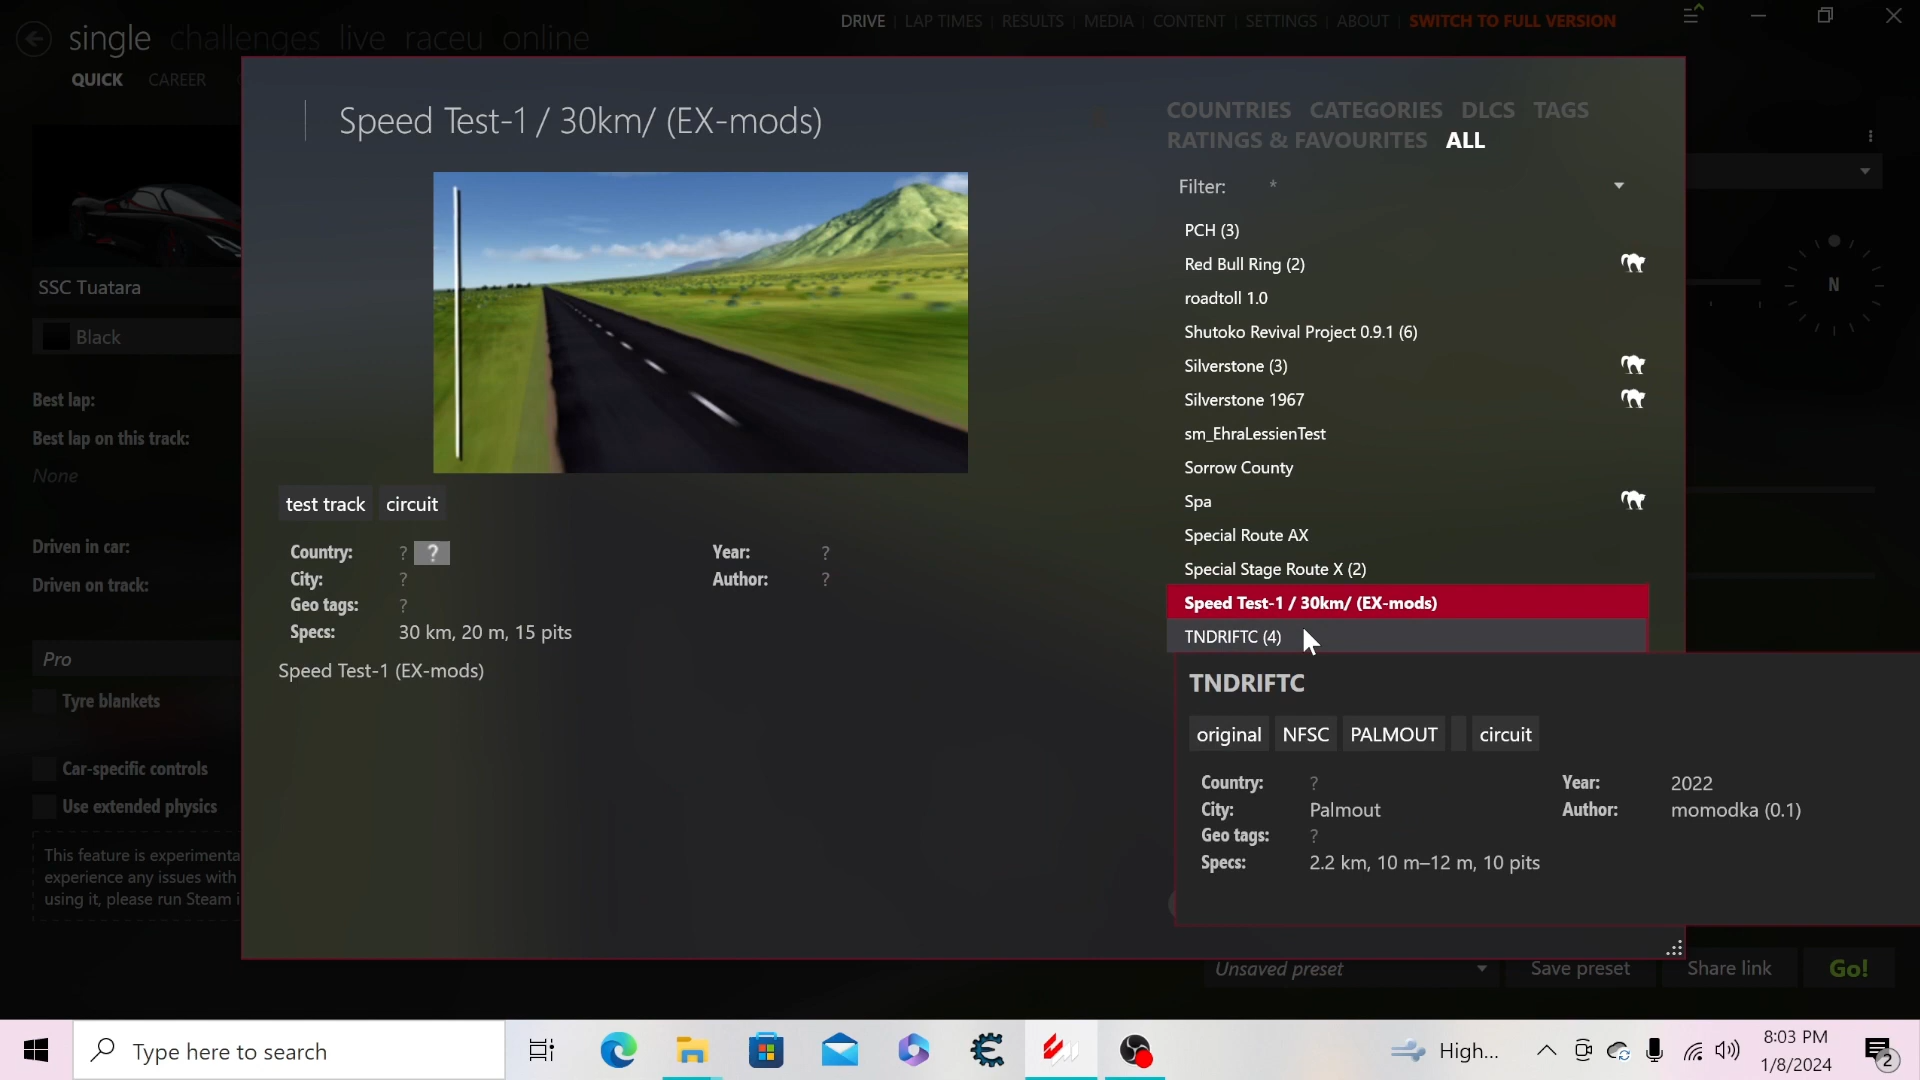 single challenges live raceu online
DRIVE LAP TIMES RESULTS MEDIA CONTENT SETTINGS ABOUT SWITCH TO FULL VERSION
QUICK CAREER
Speed Test-1 / 30km/ (EX-mods)
COUNTRIES CATEGORIES DLCS TAGS
RATINGS & FAVOURITES ALL
Filter: *
PCH (3)
Red Bull Ring (2)
roadtoll 1.0
Shutoko Revival Project 0.9.1 (6)
Silverstone (3)
Silverstone 1967
sm_EhraLessienTest
Sorrow County
Spa
Special Route AX
Special Stage Route X (2)
Speed Test-1 / 30km/ (EX-mods)
TNDRIFTC (4)
N
SSC Tuatara
Black
Best lap:
Best lap on this track:
None
Driven in car:
Driven on track:
Pro
Tyre blankets
Car-specific controls
Use extended physics
This feature is experimenta
experience any issues with
using it, please run Steam i
test track circuit
Country: ? ?
City: ?
Geo tags: ?
Specs: 30 km, 20 m, 15 pits
Year: ?
Author: ?
Speed Test-1 (EX-mods)
TNDRIFTC
original NFSC PALMOUT circuit
Country: ?
City: Palmout
Geo tags: ?
Specs: 2.2 km, 10 m–12 m, 10 pits
Year: 2022
Author: momodka (0.1)
Unsaved preset Save preset Share link Go!
Type here to search
High...
8:03 PM
1/8/2024
2